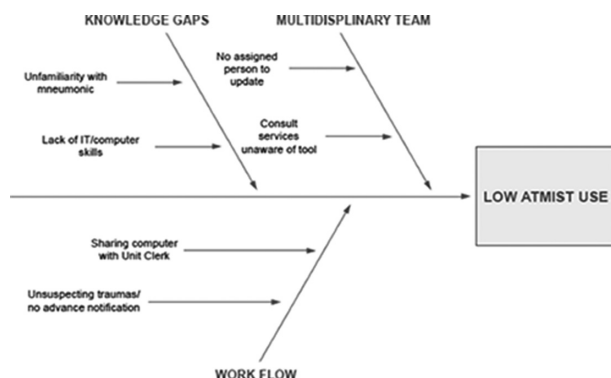 KNOWLEDGE GAPS
MULTIDISPLINARY TEAM
No assigned
person to
update
Unfamiliarity with
mneumonic
Consult
services
unaware of tool
Lack of IT/computer
skills
LOW ATMIST USE
Sharing computer
with Unit Clerk
Unsuspecting traumas/
no advance notification
WORK FLOW